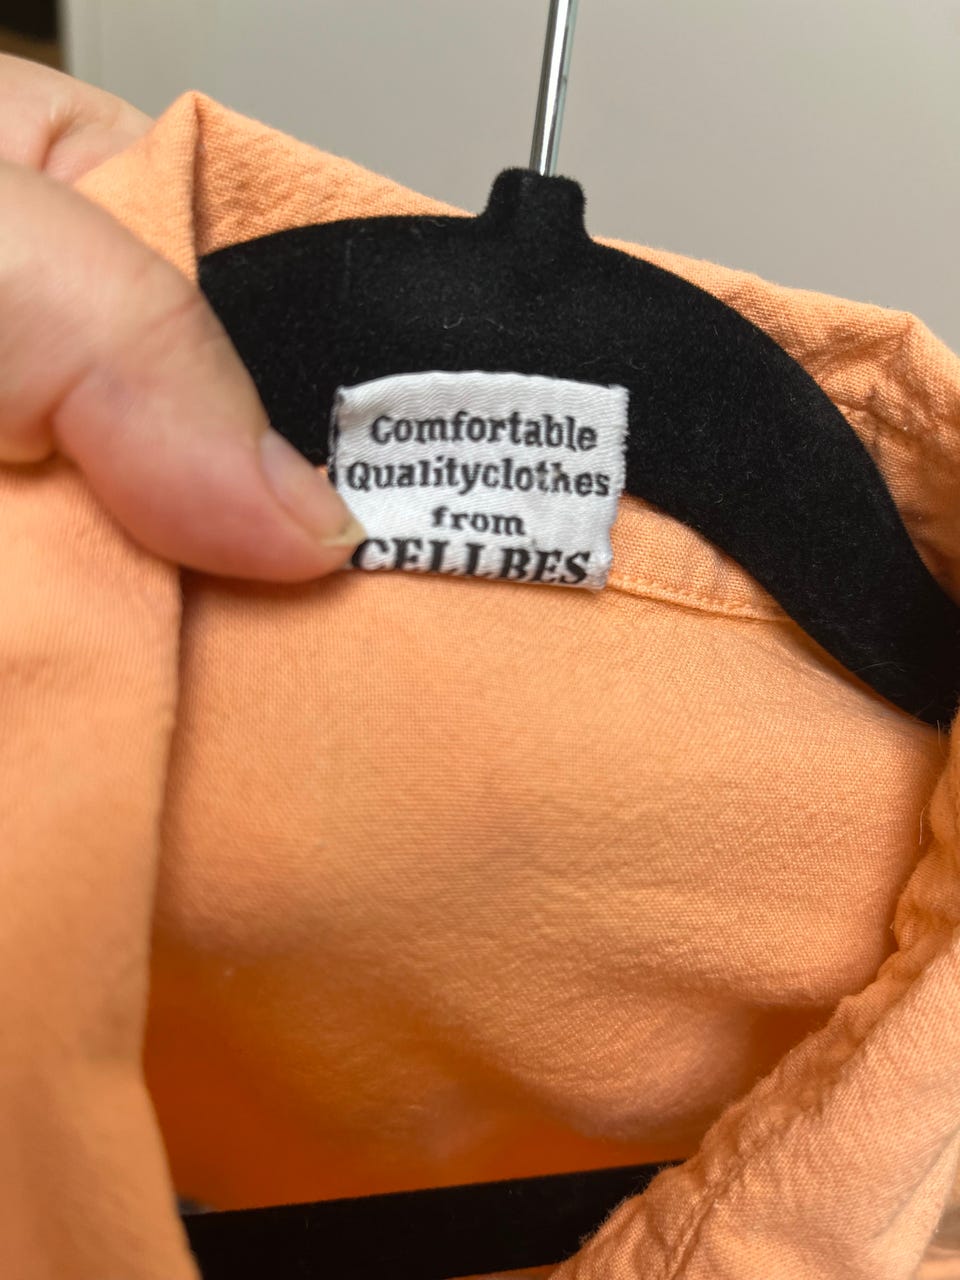 Comfortable
Qualityclothes
from
CELLBES